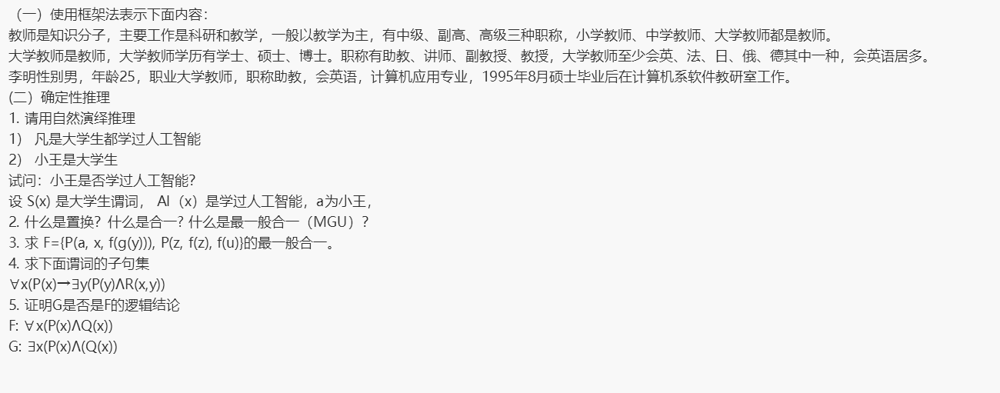 （一）使用框架法表示下面内容：
教师是知识分子，主要工作是科研和教学，一般以教学为主，有中级、副高、高级三种职称，小学教师、中学教师、大学教师都是教师。
大学教师是教师，大学教师学历有学士、硕士、博士。职称有助教、讲师、副教授、教授，大学教师至少会英、法、日、俄、德其中一种，会英语居多。
李明性别男，年龄25，职业大学教师，职称助教，会英语，计算机应用专业，1995年8月硕士毕业后在计算机系软件教研室工作。
(二）确定性推理
1. 请用自然演绎推理
1） 凡是大学生都学过人工智能
2） 小王是大学生
试问：小王是否学过人工智能？
设 S(x) 是大学生谓词， AI（x）是学过人工智能，a为小王，
2. 什么是置换？什么是合一？什么是最一般合一（MGU）？
3. 求 F={P(a, x, f(g(y))), P(z, f(z), f(u)}的最一般合一。
4. 求下面谓词的子句集
∀x(P(x)→∃y(P(y)ΛR(x,y))
5. 证明G是否是F的逻辑结论
F: ∀x(P(x)ΛQ(x))
G: ∃x(P(x)Λ(Q(x))